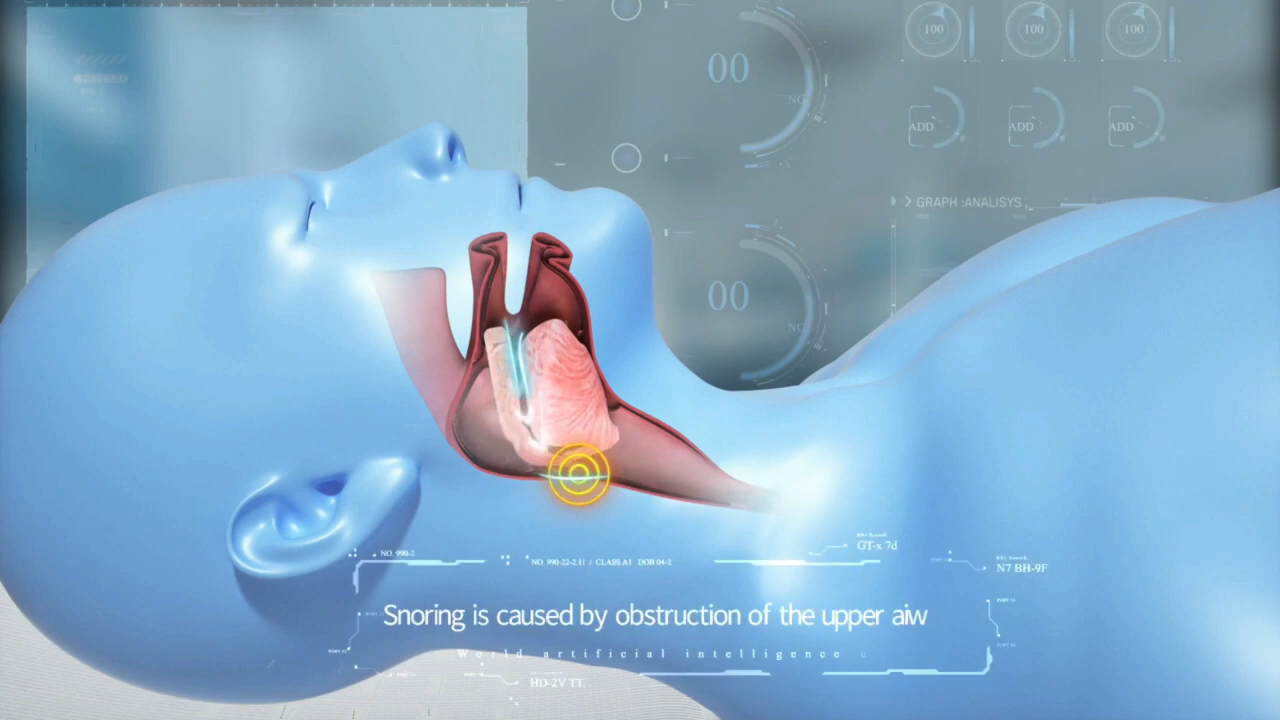 100 100 100
00
NO
ADD ADD ADD
GRAPH :ANALISYS
00
NO
GT-x 7d
NO. 990-2
NO 990-22-2.11 / CLASS A1 DOB 04-2
N7 BH-9F
Snoring is caused by obstruction of the upper aiw
World artificial intelligence u
HD-2V TT.